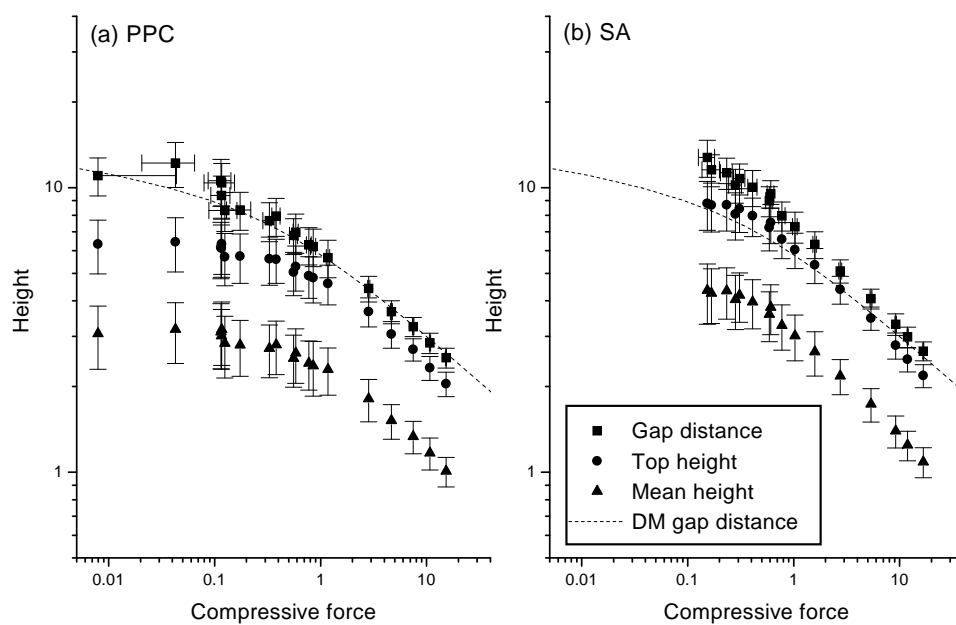 (a) PPC
(b) SA
Height
10
1
0.01
0.1
1
10
Compressive force
Height
10
1
0.01
0.1
1
10
Compressive force
Gap distance
Top height
Mean height
DM gap distance